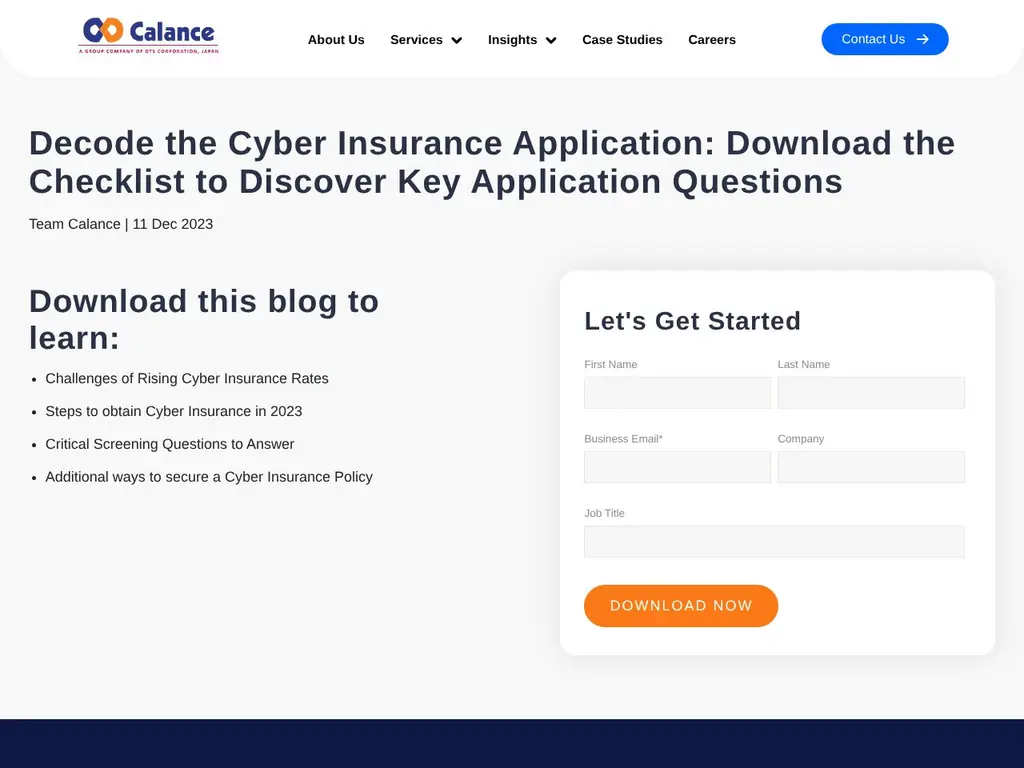 Calance
A GROUP COMPANY OF OTS CORPORATION, JAPAN
About Us
Services
Insights
Case Studies
Careers
Contact Us
Decode the Cyber Insurance Application: Download the
Checklist to Discover Key Application Questions
Team Calance | 11 Dec 2023
Download this blog to
learn:
• Challenges of Rising Cyber Insurance Rates
• Steps to obtain Cyber Insurance in 2023
• Critical Screening Questions to Answer
• Additional ways to secure a Cyber Insurance Policy
Let's Get Started
First Name
Last Name
Business Email*
Company
Job Title
DOWNLOAD NOW